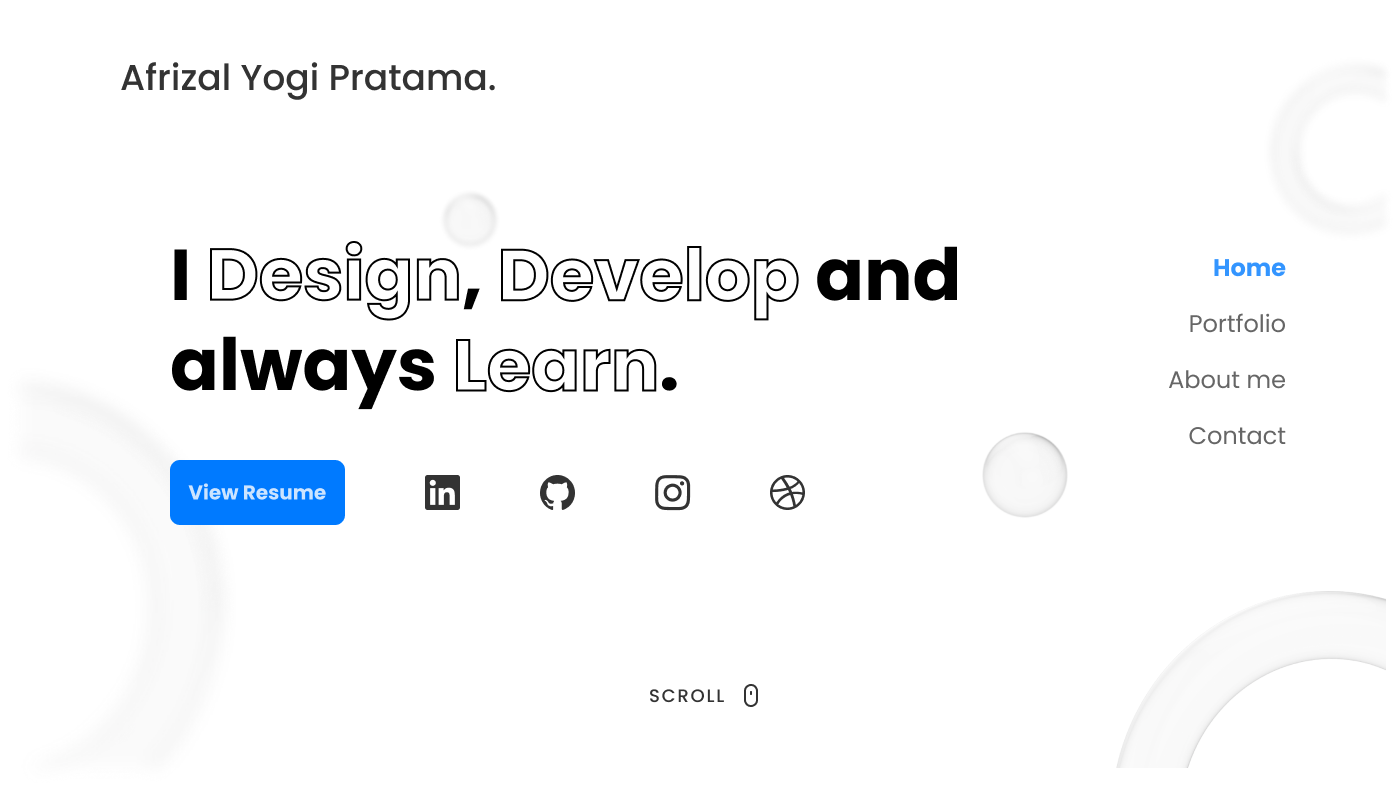 Afrizal Yogi Pratama.
I Design, Develop and
always Learn.
Home
Portfolio
About me
Contact
View Resume
SCROLL